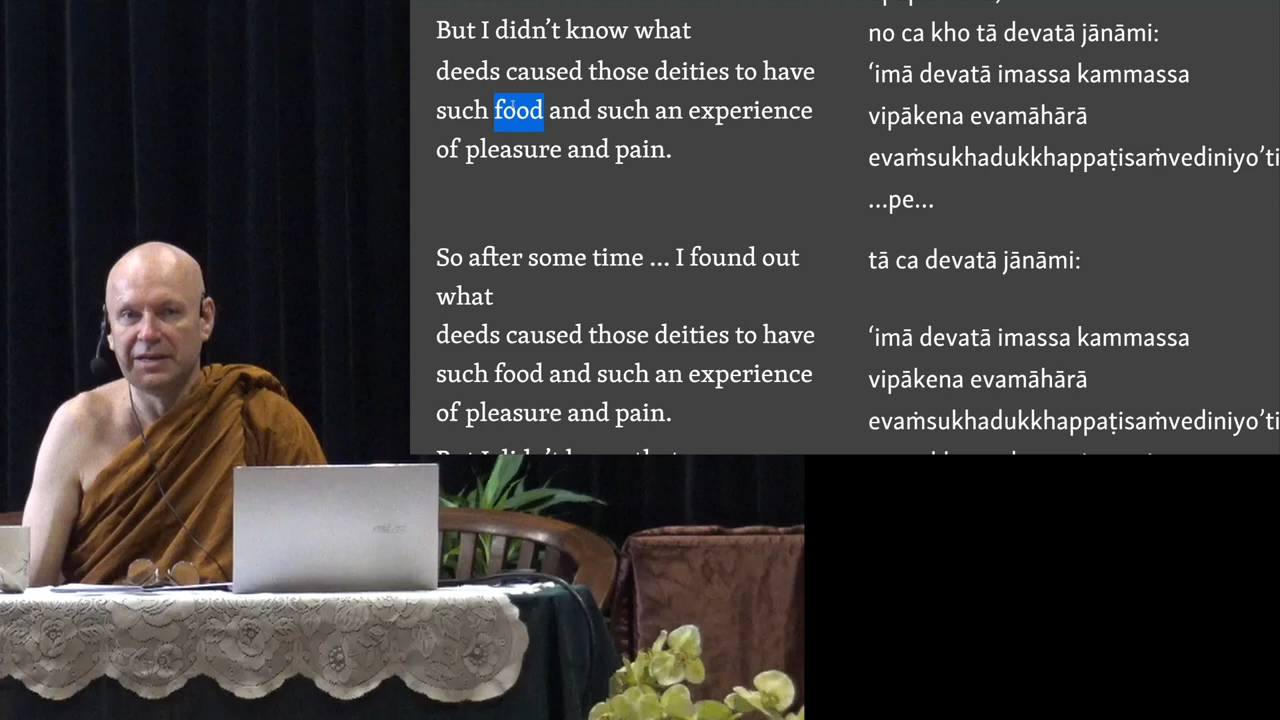 But I didn’t know what
deeds caused those deities to have
such food and such an experience
of pleasure and pain.
So after some time … I found out
what
deeds caused those deities to have
such food and such an experience
of pleasure and pain.
no ca kho tā devatā jānāmi:
‘imā devatā imassa kammassa
vipākena evamāhārā
evaṁsukhadukkhappaṭisaṁvediniyo’ti
…pe…
tā ca devatā jānāmi:
‘imā devatā imassa kammassa
vipākena evamāhārā
evaṁsukhadukkhappaṭisaṁvediniyo’ti